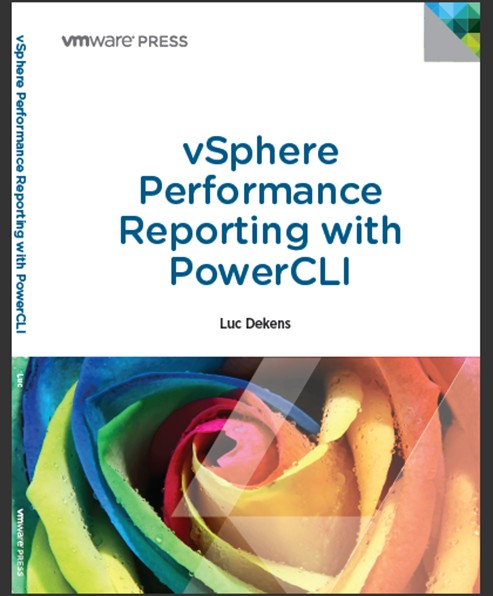 vmware® PRESS
vSphere
Performance
Reporting with
PowerCLI
Luc Dekens
vSphere Performance Reporting with PowerCLI
Luc
vmware PRESS